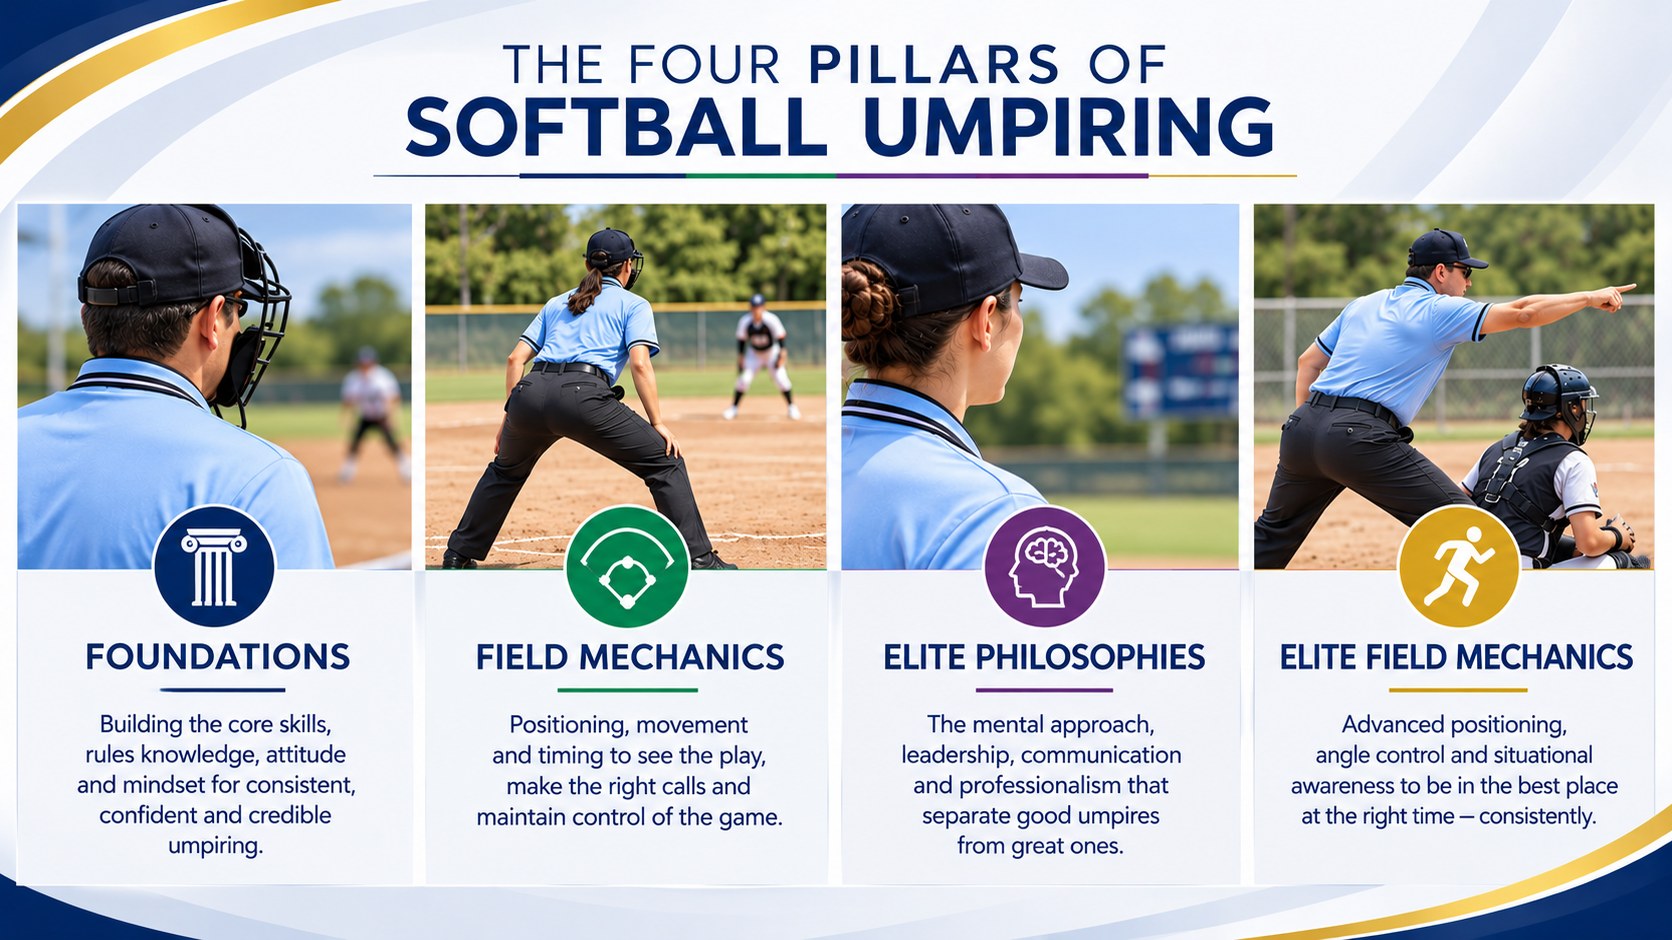 THE FOUR PILLARS OF
SOFTBALL UMPIRING
FOUNDATIONS
Building the core skills,
rules knowledge, attitude
and mindset for consistent,
confident and credible
umpiring.
FIELD MECHANICS
Positioning, movement
and timing to see the play,
make the right calls and
maintain control of the game.
ELITE PHILOSOPHIES
The mental approach,
leadership, communication
and professionalism that
separate good umpires
from great ones.
ELITE FIELD MECHANICS
Advanced positioning,
angle control and situational
awareness to be in the best place
at the right time – consistently.